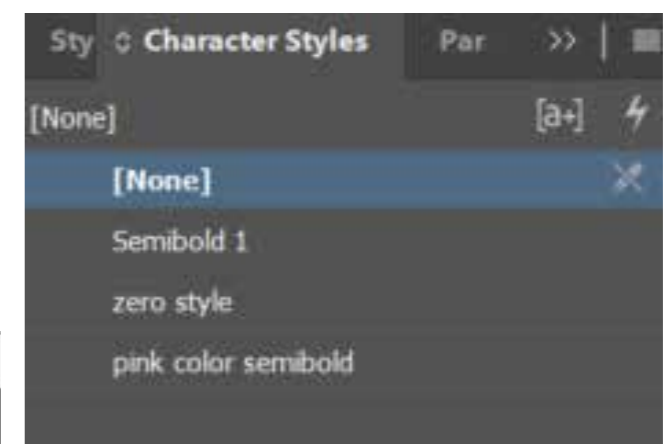 Sty Character Styles Par >>
[None] [a+]
[None]
Semibold 1
zero style
pink color semibold